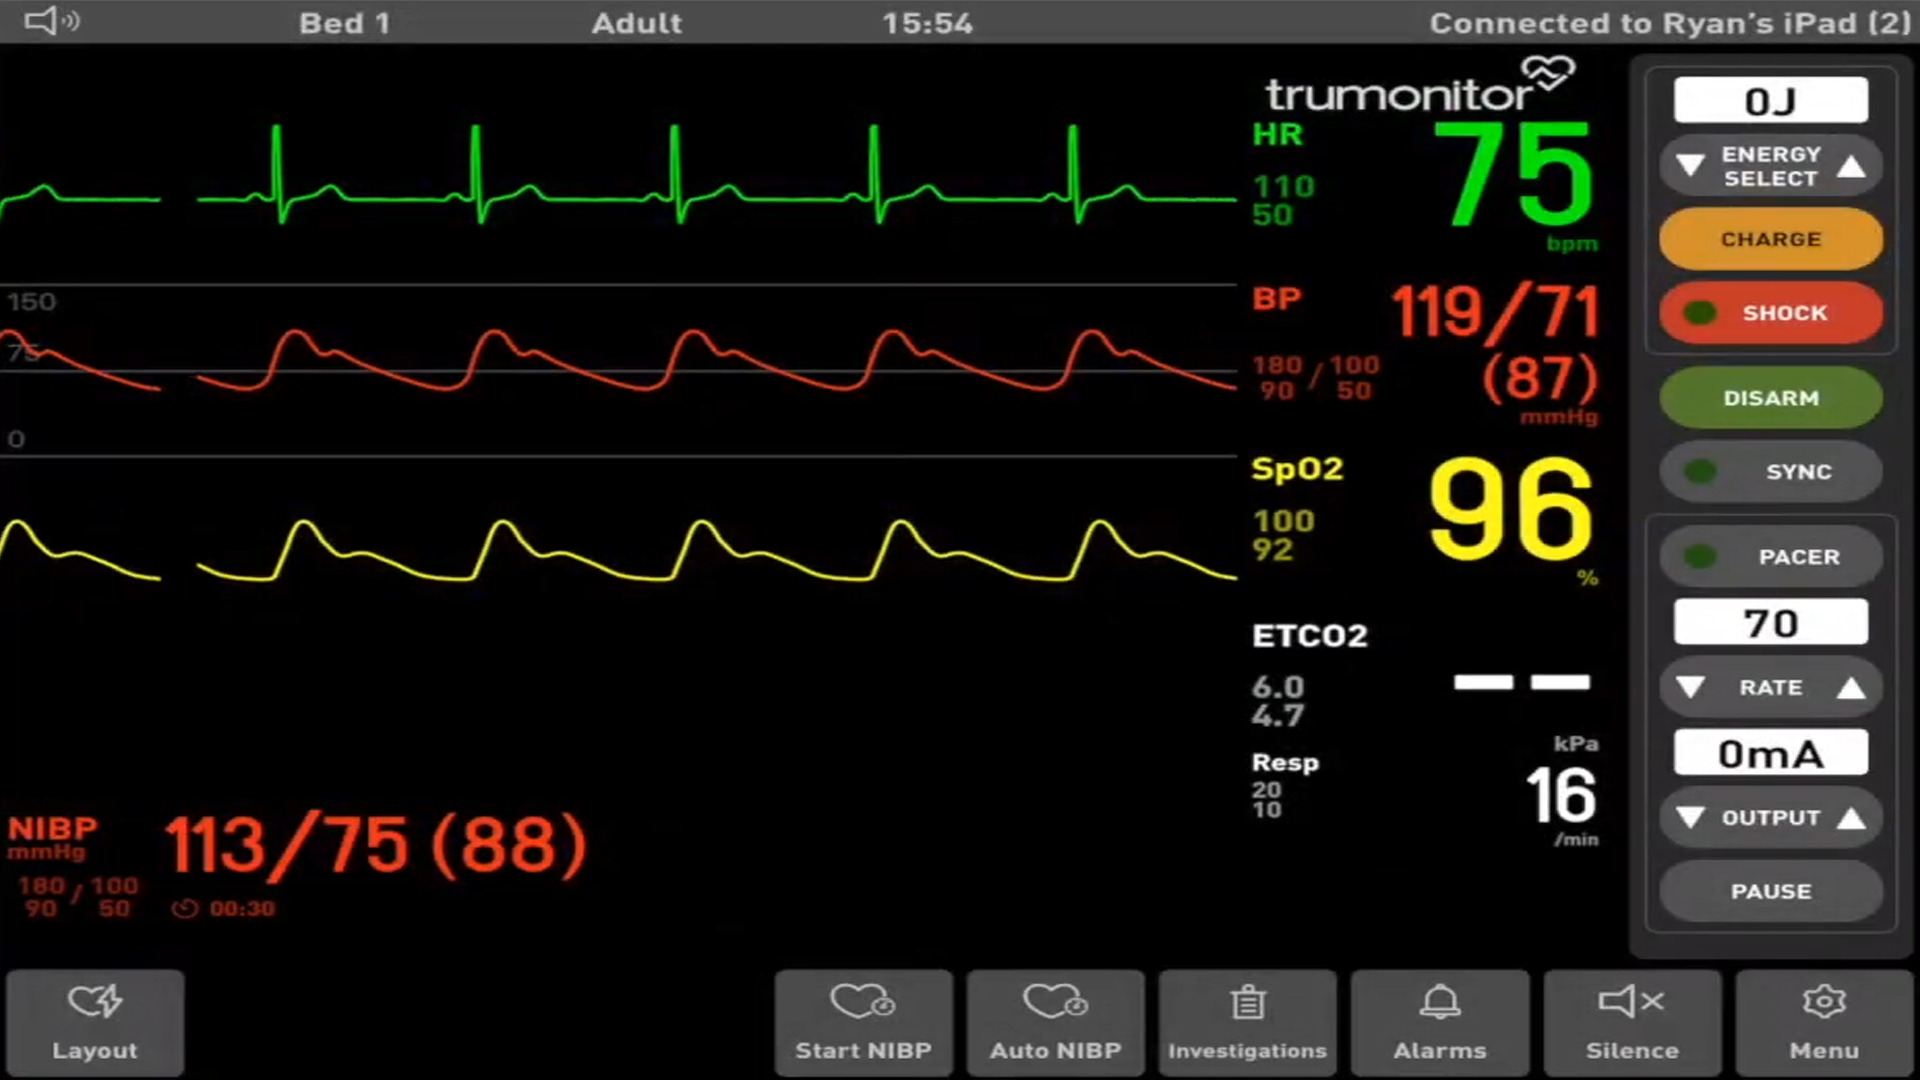 Bed 1 Adult 15:54 Connected to Ryan's iPad (2)
trumonitor
HR 75
110
50
bpm
150
75
0
BP 119/71
(87)
180/100
90 50
mmHg
SpO2 96
100
92
%
ETCO2
6.0
4.7
-- --
kPa
Resp 16
20
10
/min
NIBP 113/75 (88)
mmHg
180/100
90 50
00:30
0J
ENERGY
SELECT
CHARGE
SHOCK
DISARM
SYNC
PACER
70
RATE
0mA
OUTPUT
PAUSE
Layout Start NIBP Auto NIBP Investigations Alarms Silence Menu